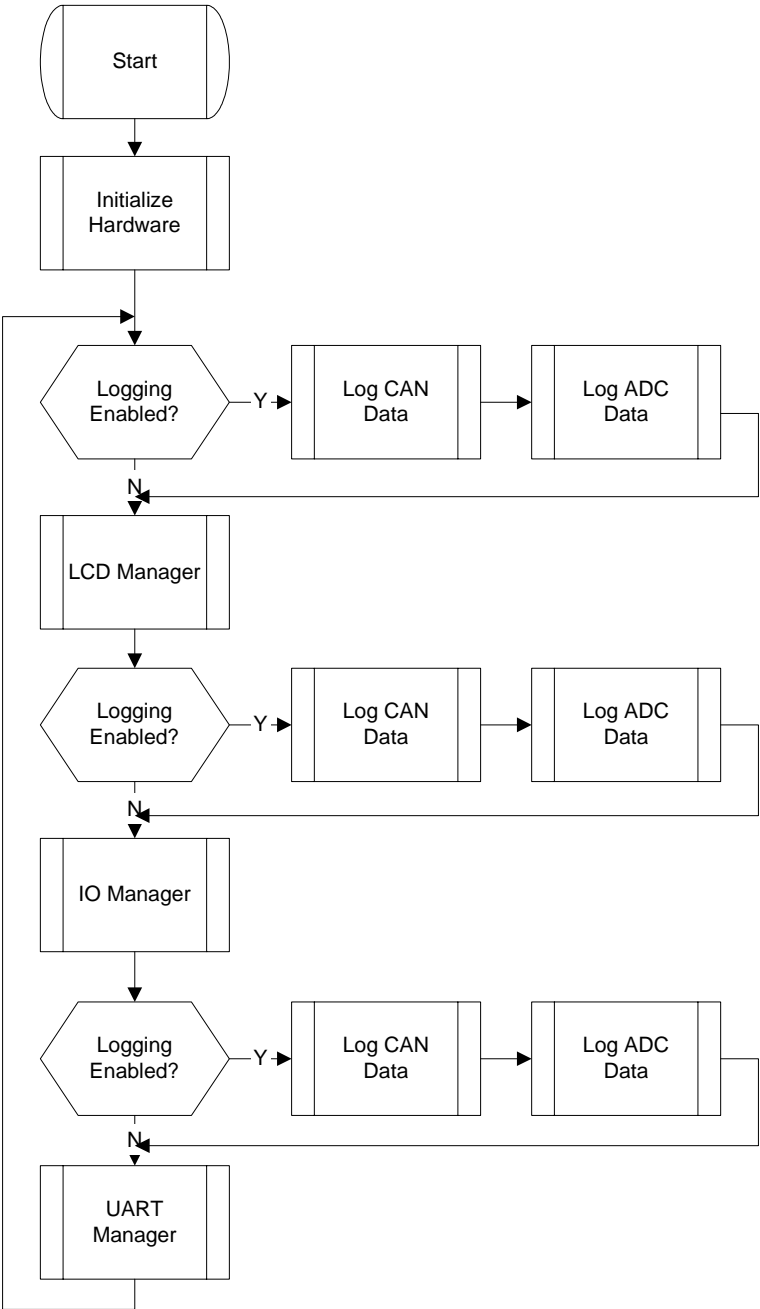 Start
Initialize
Hardware
Logging
Enabled?
Y
Log CAN
Data
Log ADC
Data
N
LCD Manager
Logging
Enabled?
Y
Log CAN
Data
Log ADC
Data
N
IO Manager
Logging
Enabled?
Y
Log CAN
Data
Log ADC
Data
N
UART
Manager